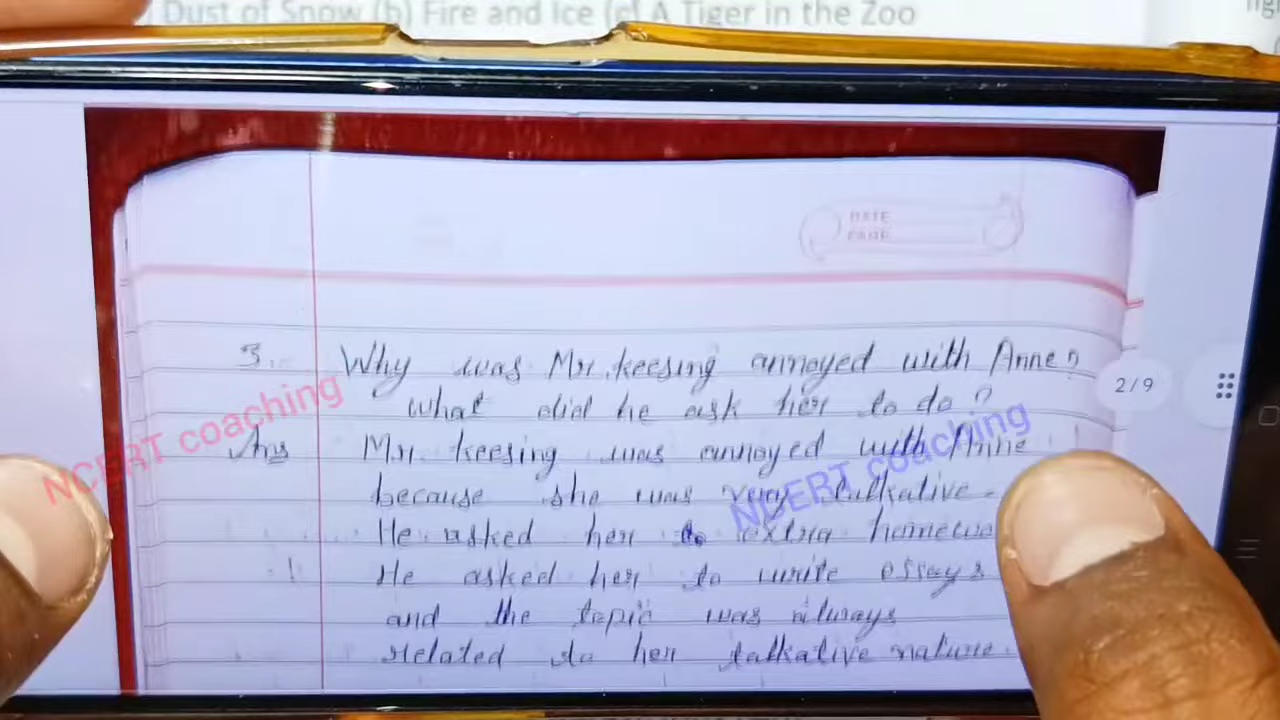 Dust of Snow (b) Fire and Ice (c) A Tiger in the Zoo
DATE
PAGE
3. Why was Mr. keesing annoyed with Anne?
what did he ask her to do?
2/9
Ans Mr. keesing was annoyed with Anne
because she was very talkative.
He asked her to extra homewo
He asked her to write essays
and the topic was always
related to her talkative nature.
NCERT coaching
NCERT coaching